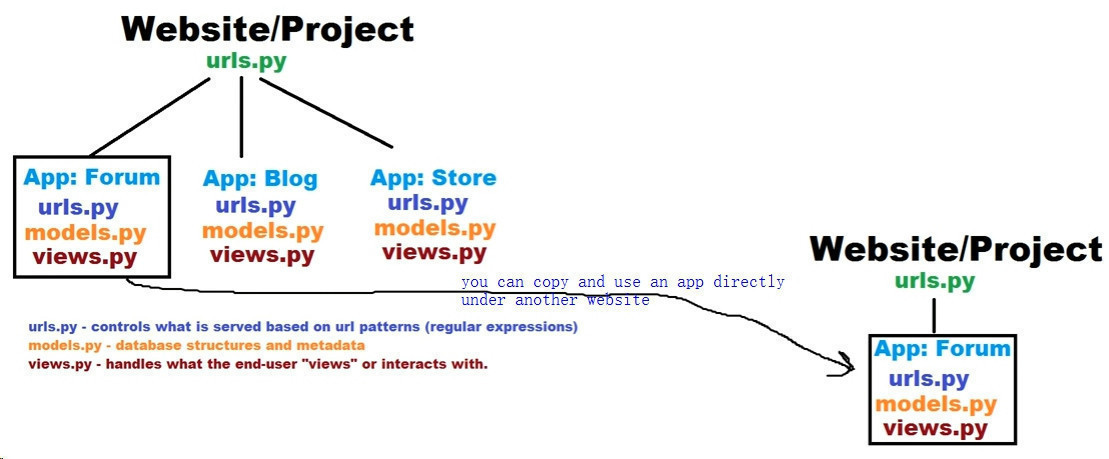 Website/Project
urls.py
App: Forum
urls.py
models.py
views.py
App: Blog
urls.py
models.py
views.py
App: Store
urls.py
models.py
views.py
you can copy and use an app directly
under another website
urls.py - controls what is served based on url patterns (regular expressions)
models.py - database structures and metadata
views.py - handles what the end-user "views" or interacts with.
Website/Project
urls.py
App: Forum
urls.py
models.py
views.py